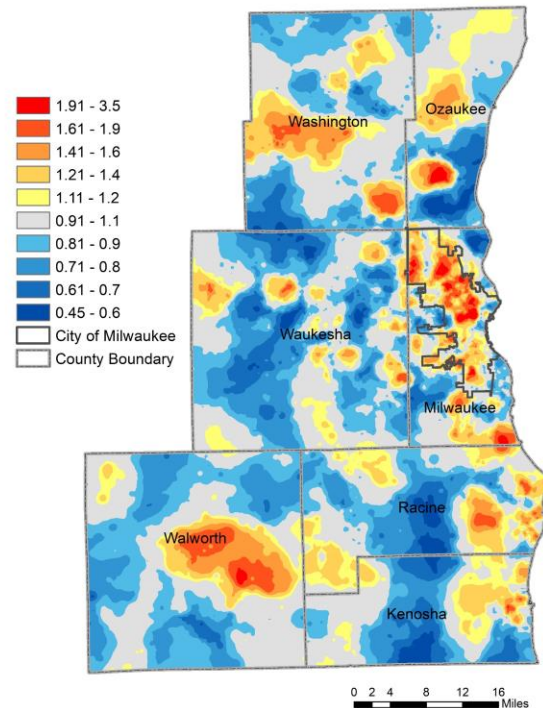 1.91 - 3.5
1.61 - 1.9
1.41 - 1.6
1.21 - 1.4
1.11 - 1.2
0.91 - 1.1
0.81 - 0.9
0.71 - 0.8
0.61 - 0.7
0.45 - 0.6
City of Milwaukee
County Boundary
Ozaukee
Washington
Waukesha
Milwaukee
Racine
Walworth
Kenosha
0 2 4 8 12 16
Miles